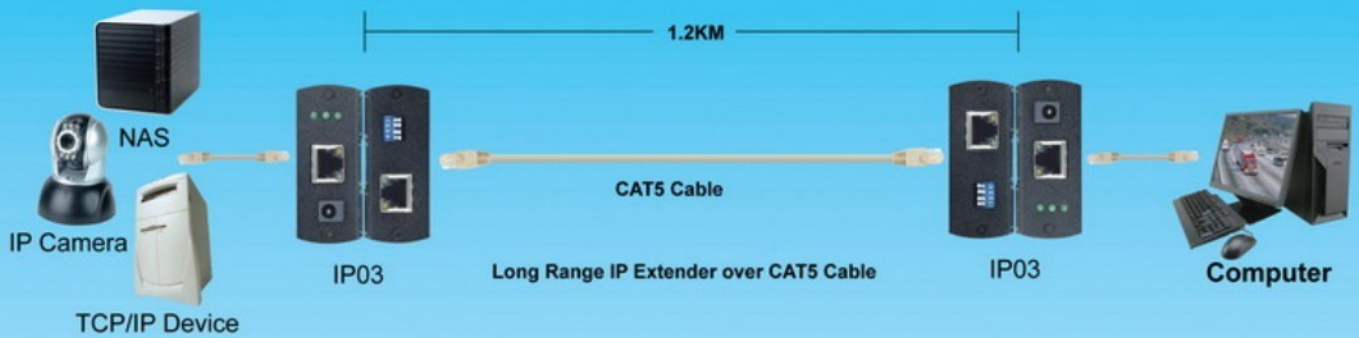 1.2KM
NAS
IP Camera
TCP/IP Device
IP03
CAT5 Cable
Long Range IP Extender over CAT5 Cable
IP03
Computer